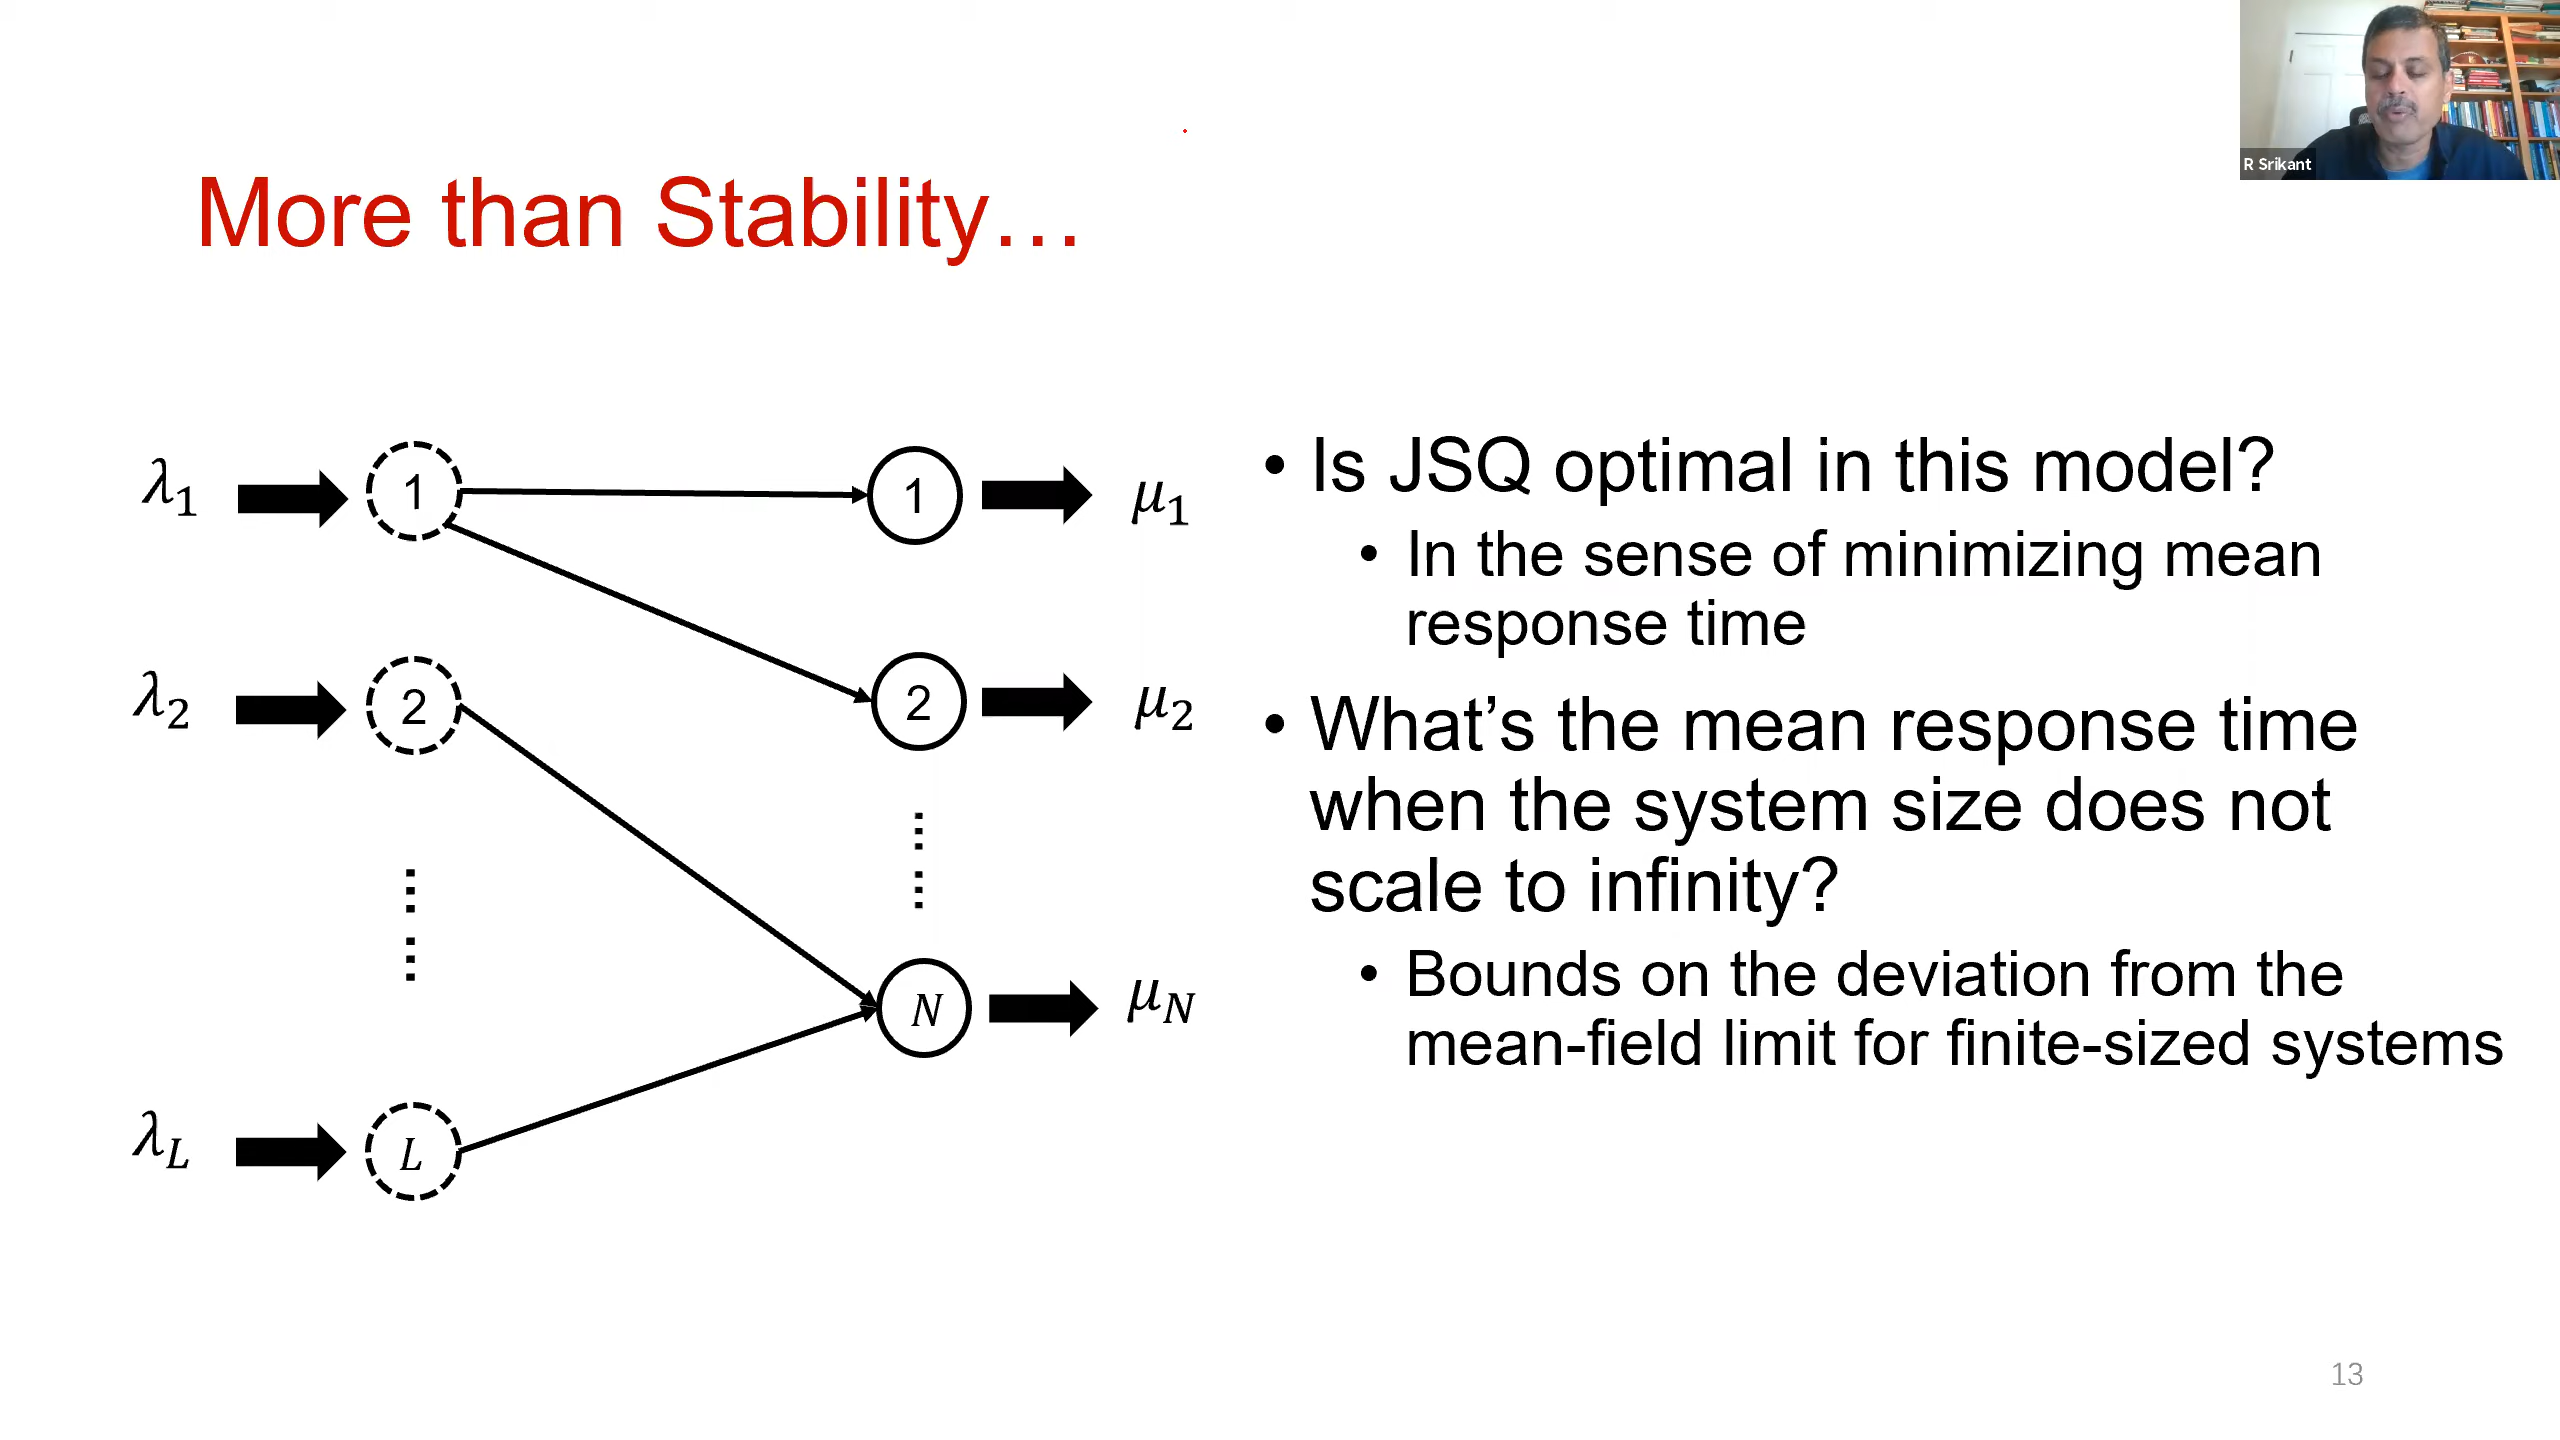 R Srikant
More than Stability…
λ1
1
1
μ1
λ2
2
2
μ2
N
μN
λL
L
• Is JSQ optimal in this model?
• In the sense of minimizing mean
response time
• What’s the mean response time
when the system size does not
scale to infinity?
• Bounds on the deviation from the
mean-field limit for finite-sized systems
13